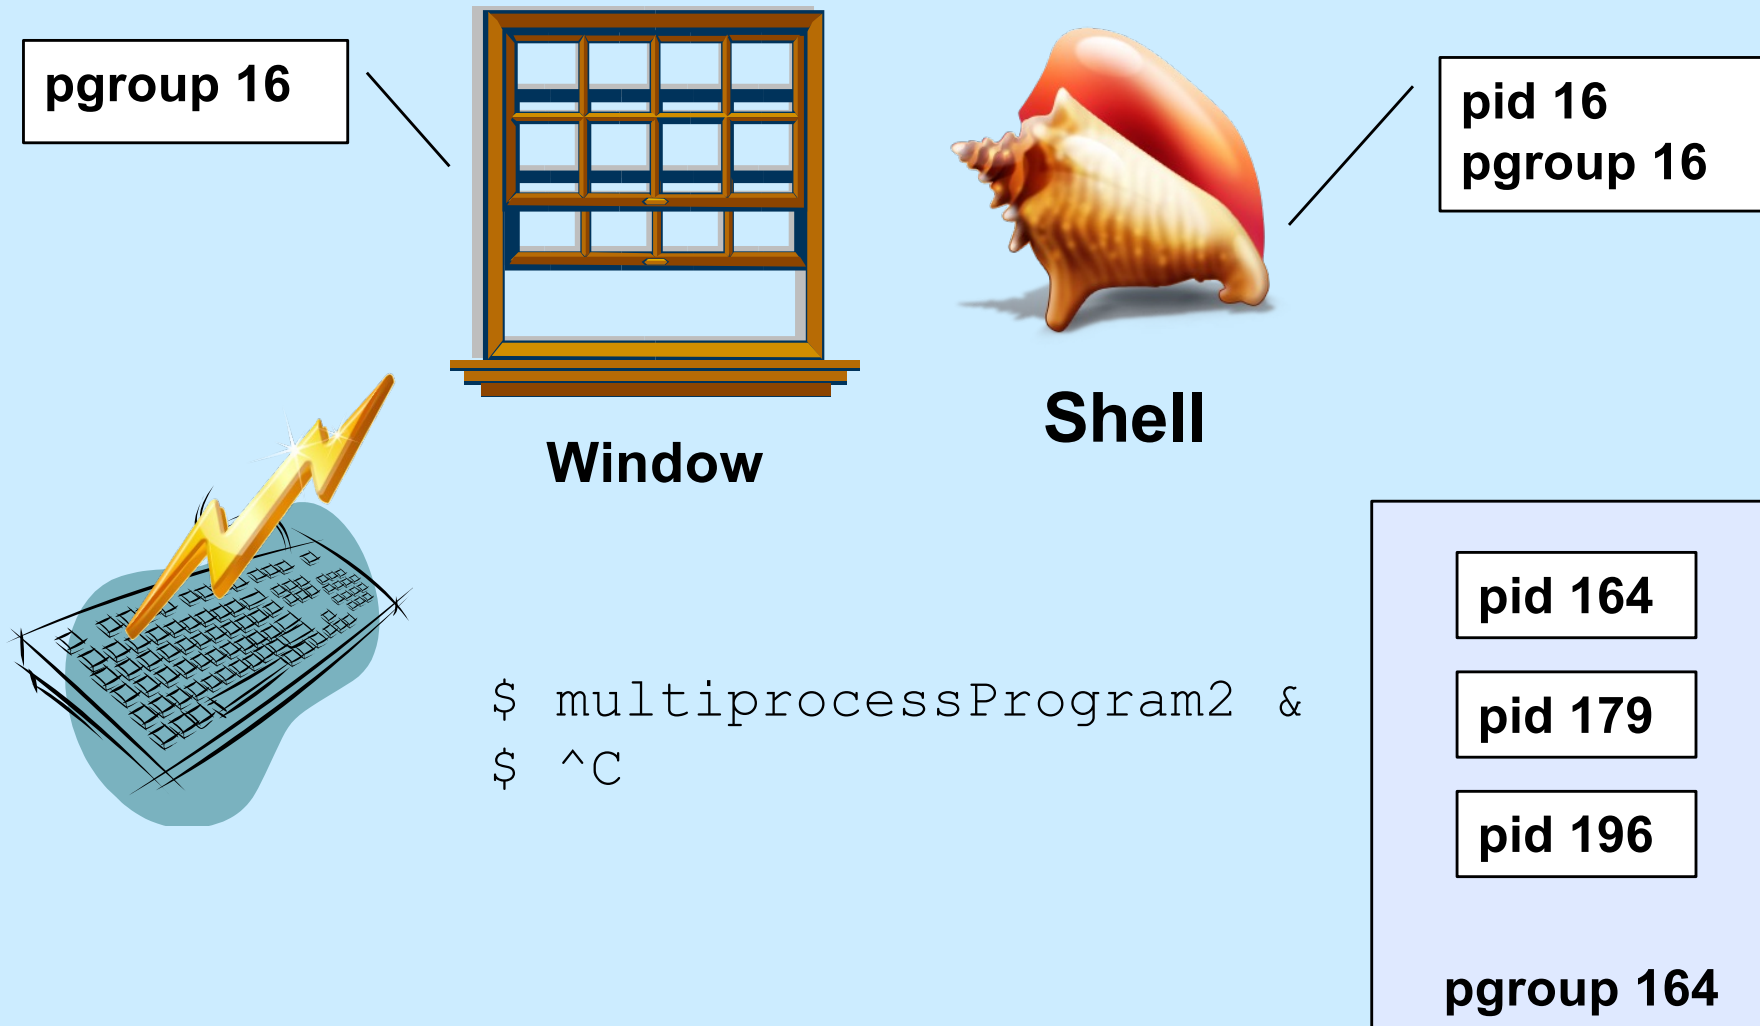 pgroup 16
pid 16
pgroup 16
Window
Shell
$ multiprocessProgram2 &
$ ^C
pid 164
pid 179
pid 196
pgroup 164